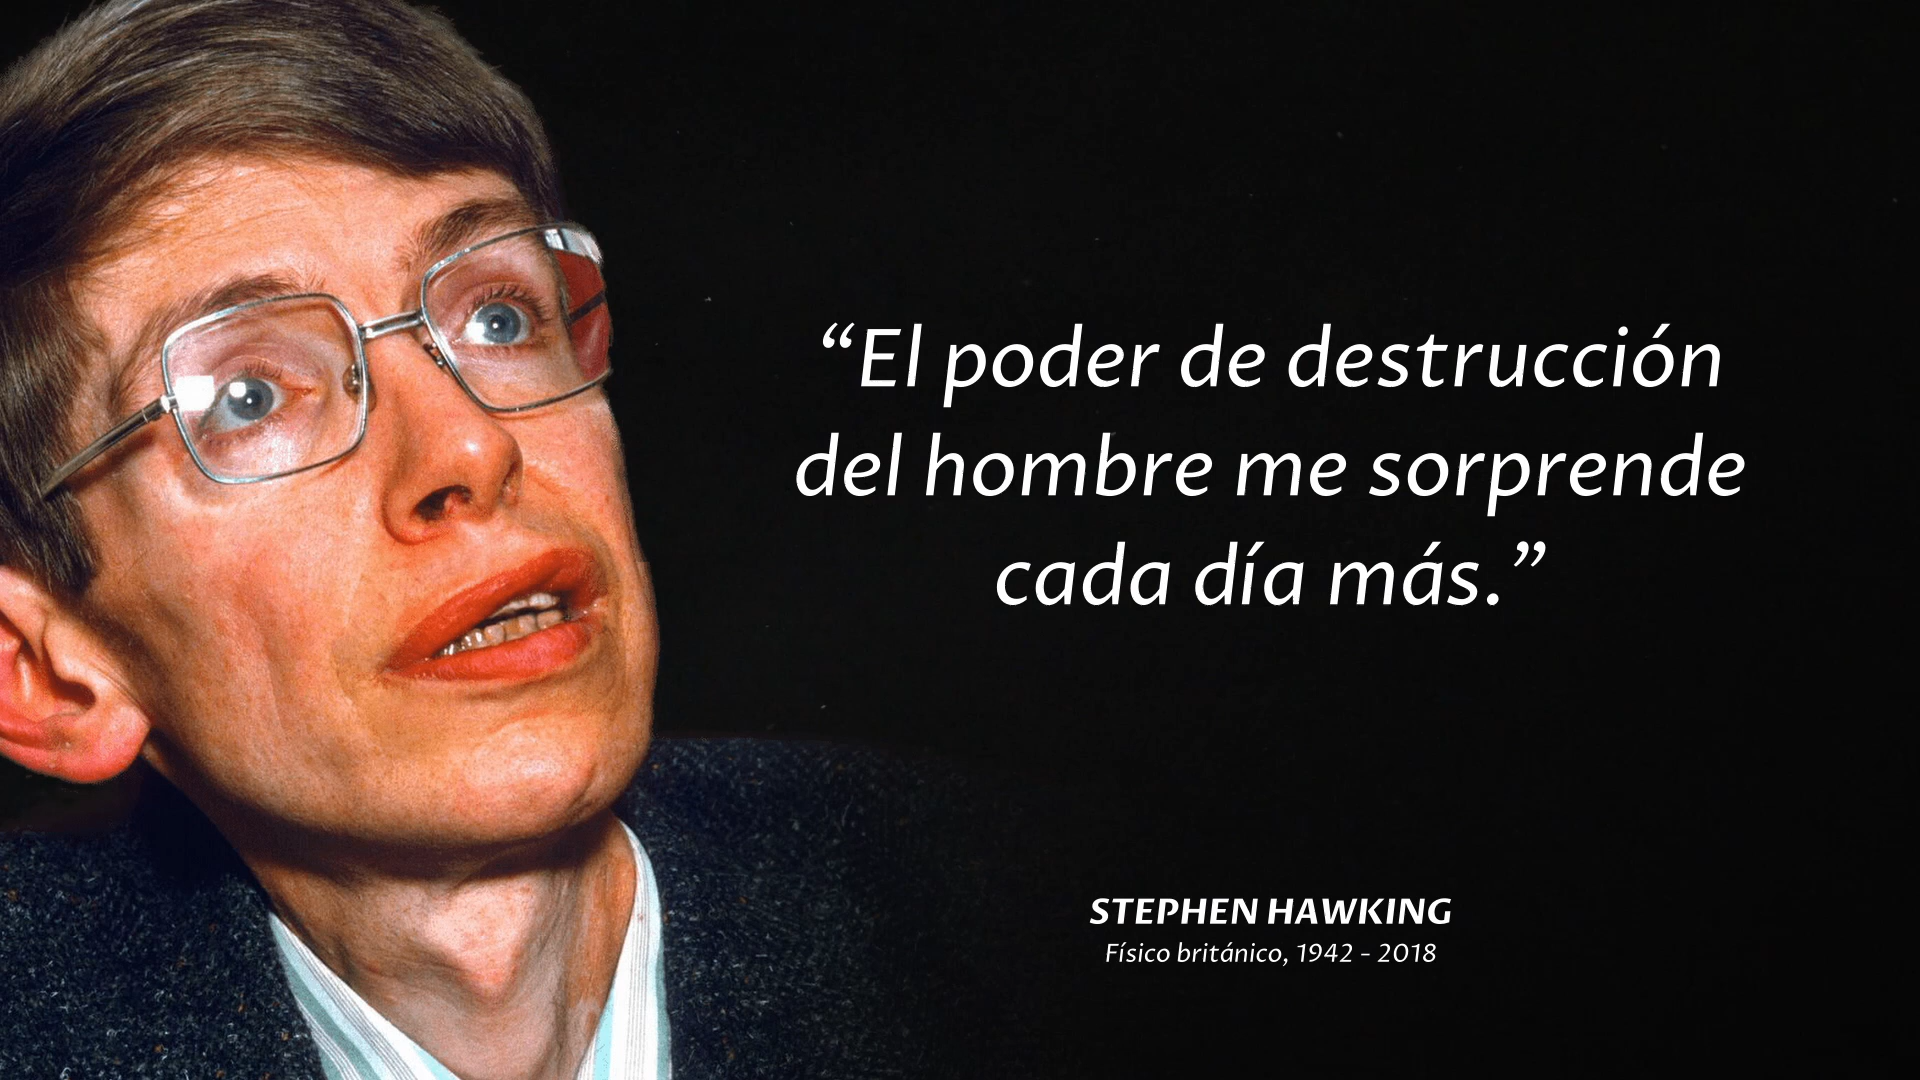 “El poder de destrucción
del hombre me sorprende
cada día más.”
STEPHEN HAWKING
Físico británico, 1942 - 2018